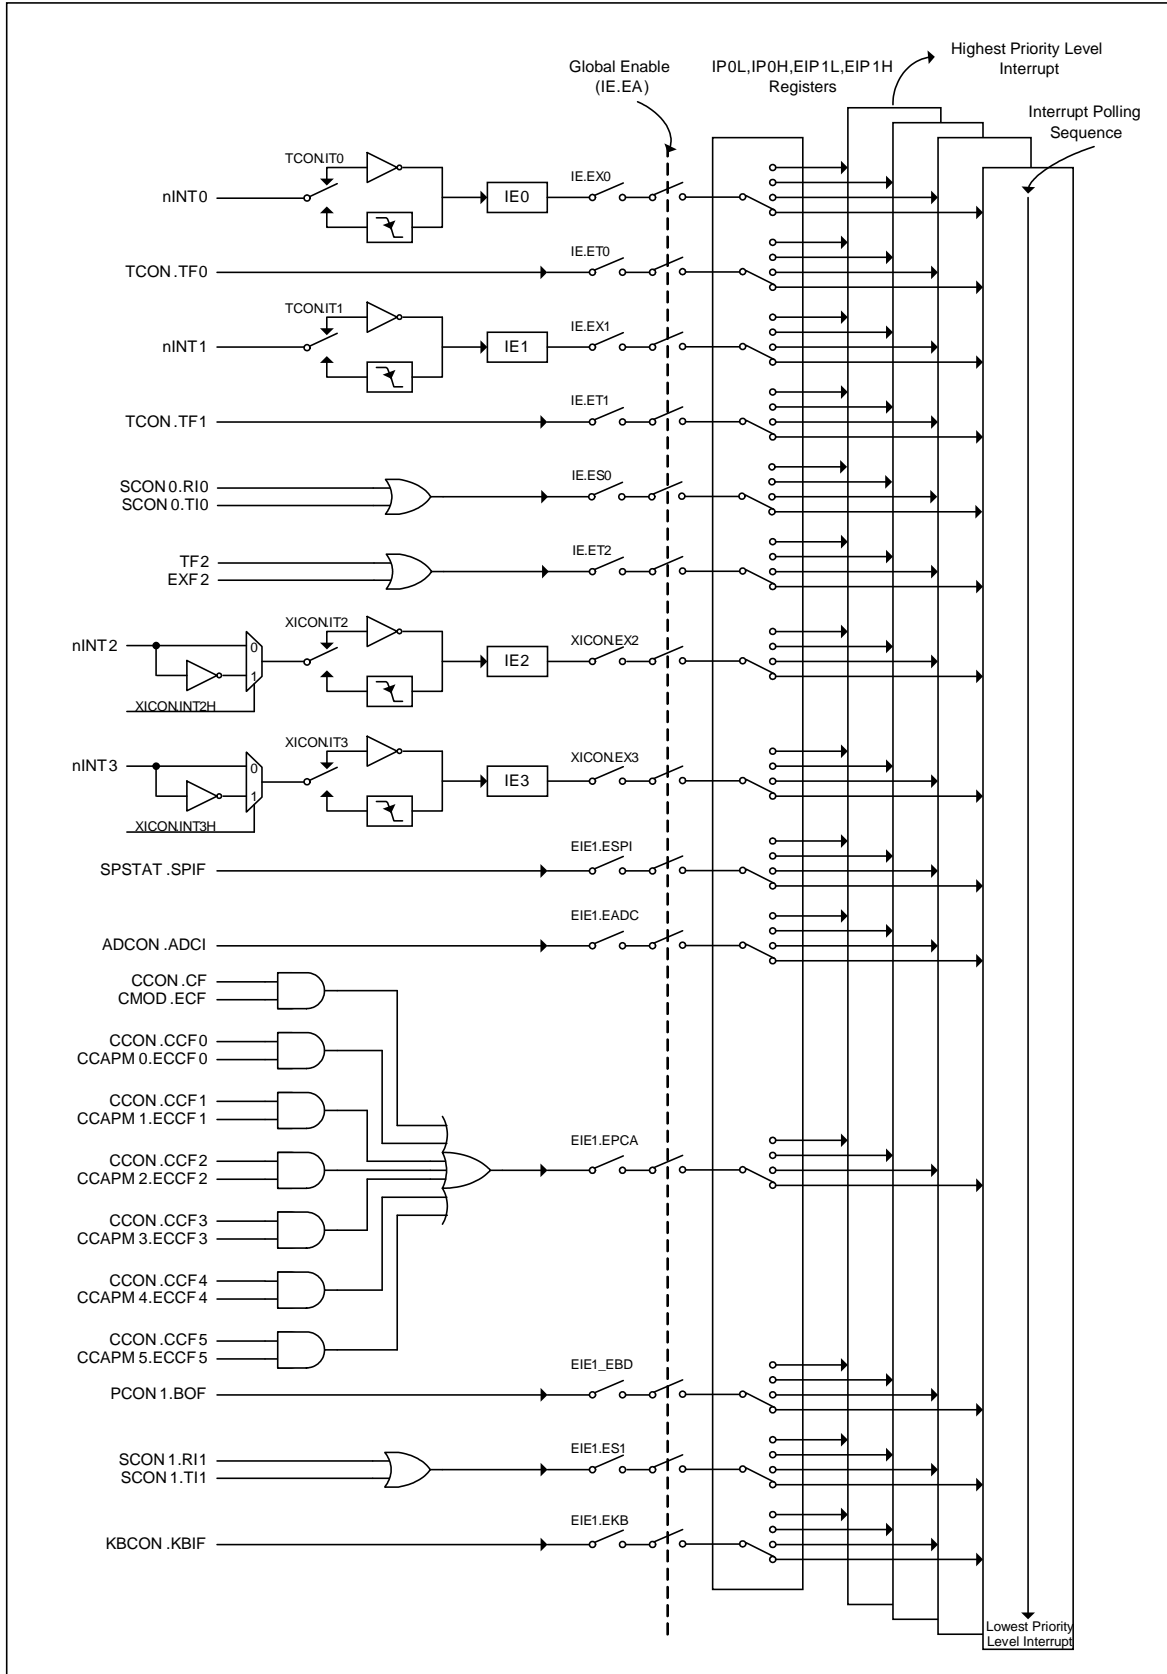 Highest Priority Level
Interrupt
Global Enable
(IE.EA)
IP0L,IP0H,EIP1L,EIP1H
Registers
Interrupt Polling
Sequence
TCON.IT0
nINT0
IE0
IE.EX0
TCON.TF0
IE.ET0
TCON.IT1
nINT1
IE1
IE.EX1
TCON.TF1
IE.ET1
SCON0.RI0
SCON0.TI0
IE.ES0
TF2
EXF2
IE.ET2
XICON.IT2
nINT2
0
1
XICON.INT2H
IE2
XICON.EX2
XICON.IT3
nINT3
0
1
XICON.INT3H
IE3
XICON.EX3
SPSTAT.SPIF
EIE1.ESPI
ADCON.ADCI
EIE1.EADC
CCON.CF
CMOD.ECF
CCON.CCF0
CCAPM0.ECCF0
CCON.CCF1
CCAPM1.ECCF1
CCON.CCF2
CCAPM2.ECCF2
EIE1.EPCA
CCON.CCF3
CCAPM3.ECCF3
CCON.CCF4
CCAPM4.ECCF4
CCON.CCF5
CCAPM5.ECCF5
PCON1.BOF
EIE1_EBD
SCON1.RI1
SCON1.TI1
EIE1.ES1
KBCON.KBIF
EIE1.EKB
Lowest Priority
Level Interrupt